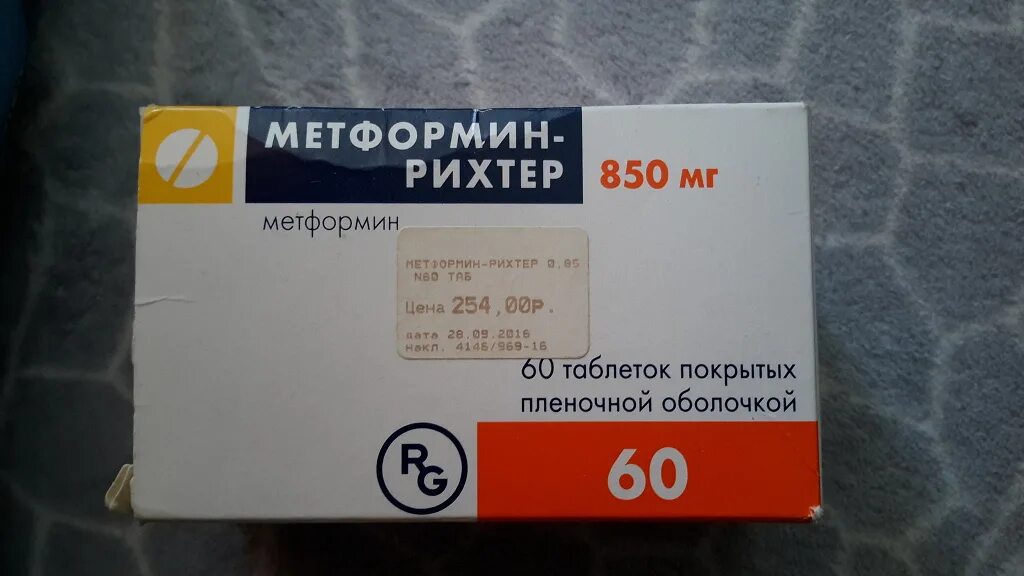 МЕТФОРМИН-
РИХТЕР
850 мг
метформин
МЕТФОРМИН-РИХТЕР 0,85
N60 ТАБ
Цена 254,00р.
дата 28.09.2016
накл. 4146/969-16
60 таблеток покрытых
пленочной оболочкой
RG
60